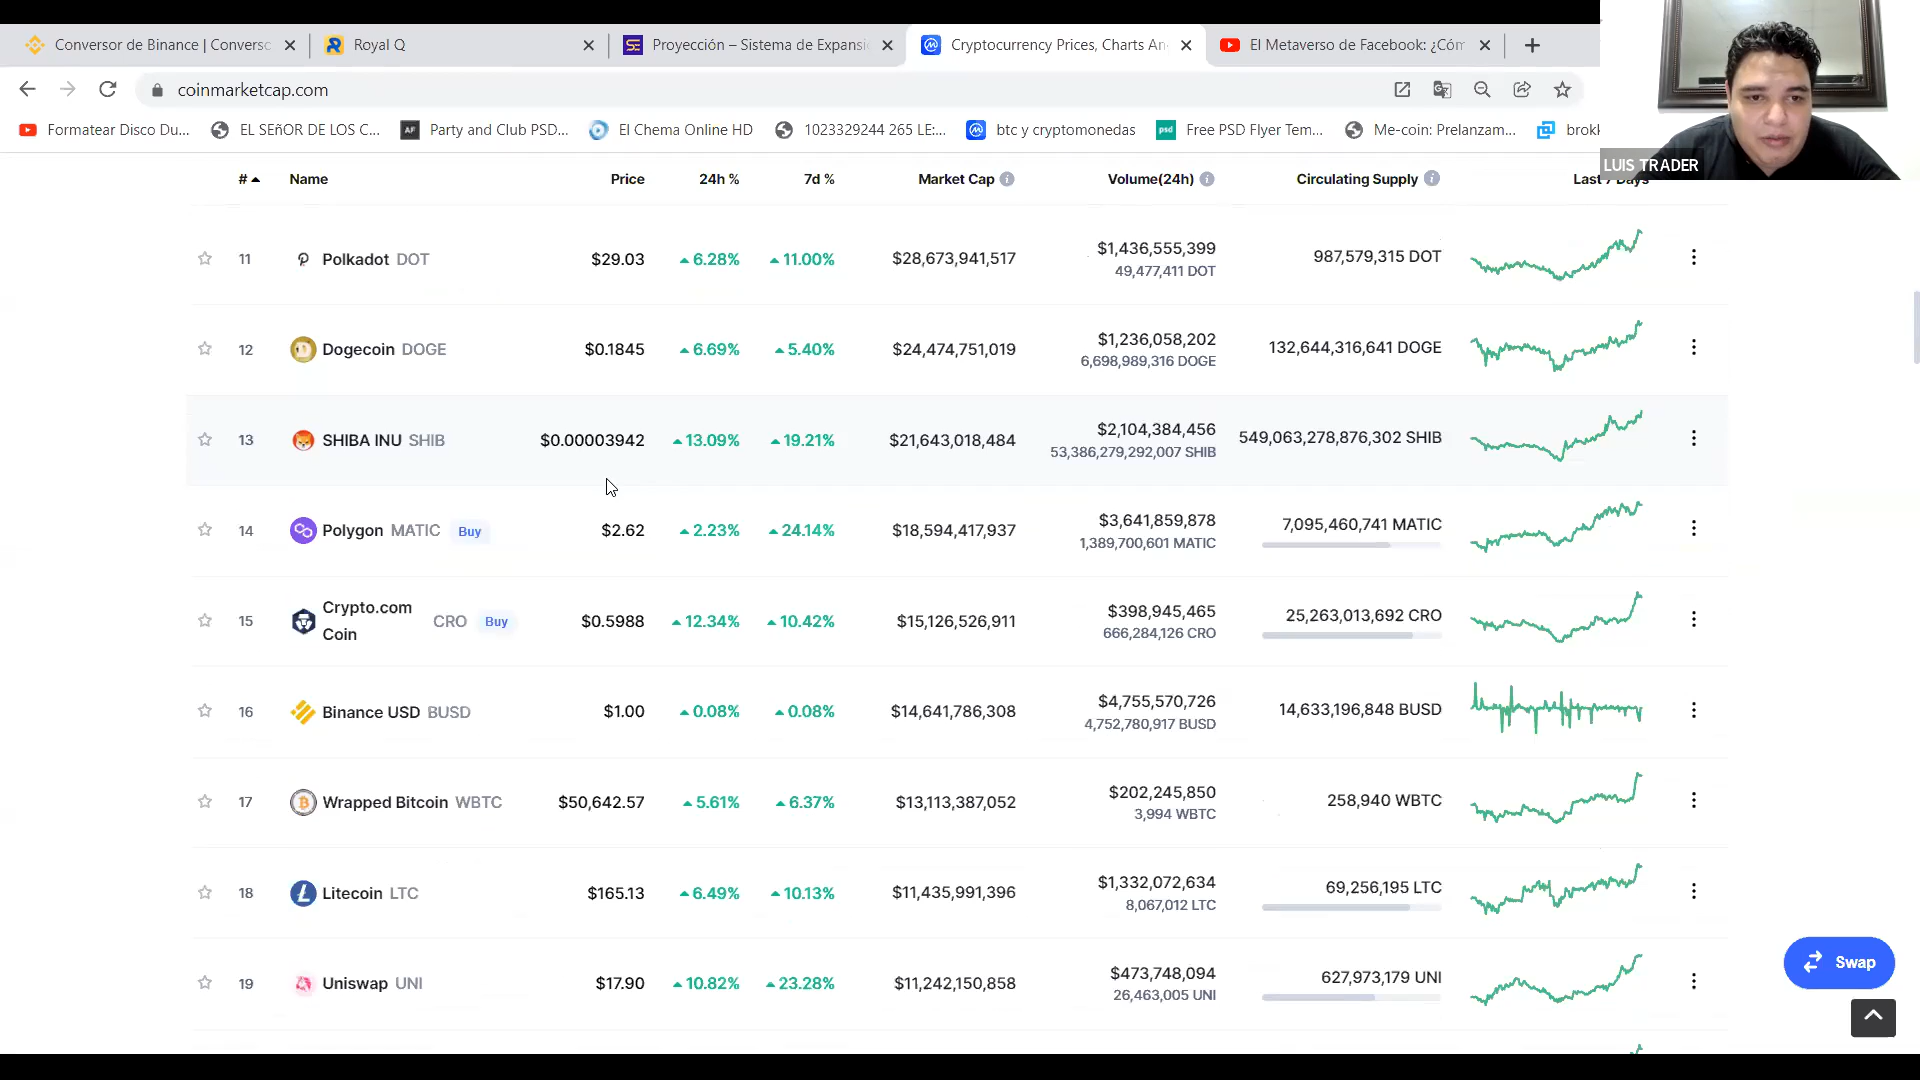 Conversor de Binance | Converso
Royal Q
Proyección – Sistema de Expansi
Cryptocurrency Prices, Charts An
El Metaverso de Facebook: ¿Cóm
coinmarketcap.com
Formatear Disco Du...
EL SEñOR DE LOS C...
AF
Party and Club PSD...
El Chema Online HD
1023329244 265 LE:...
btc y cryptomonedas
psd
Free PSD Flyer Tem...
Me-coin: Prelanzam...
brokk
LUIS TRADER
# Name Price 24h % 7d % Market Cap Volume(24h) Circulating Supply Last 7 Days
11 Polkadot DOT $29.03 6.28% 11.00% $28,673,941,517 $1,436,555,399 987,579,315 DOT
49,477,411 DOT
12 Dogecoin DOGE $0.1845 6.69% 5.40% $24,474,751,019 $1,236,058,202 132,644,316,641 DOGE
6,698,989,316 DOGE
13 SHIBA INU SHIB $0.00003942 13.09% 19.21% $21,643,018,484 $2,104,384,456 549,063,278,876,302 SHIB
53,386,279,292,007 SHIB
14 Polygon MATIC Buy $2.62 2.23% 24.14% $18,594,417,937 $3,641,859,878 7,095,460,741 MATIC
1,389,700,601 MATIC
15 Crypto.com Coin CRO Buy $0.5988 12.34% 10.42% $15,126,526,911 $398,945,465 25,263,013,692 CRO
666,284,126 CRO
16 Binance USD BUSD $1.00 0.08% 0.08% $14,641,786,308 $4,755,570,726 14,633,196,848 BUSD
4,752,780,917 BUSD
17 Wrapped Bitcoin WBTC $50,642.57 5.61% 6.37% $13,113,387,052 $202,245,850 258,940 WBTC
3,994 WBTC
18 Litecoin LTC $165.13 6.49% 10.13% $11,435,991,396 $1,332,072,634 69,256,195 LTC
8,067,012 LTC
19 Uniswap UNI $17.90 10.82% 23.28% $11,242,150,858 $473,748,094 627,973,179 UNI
26,463,005 UNI
Swap